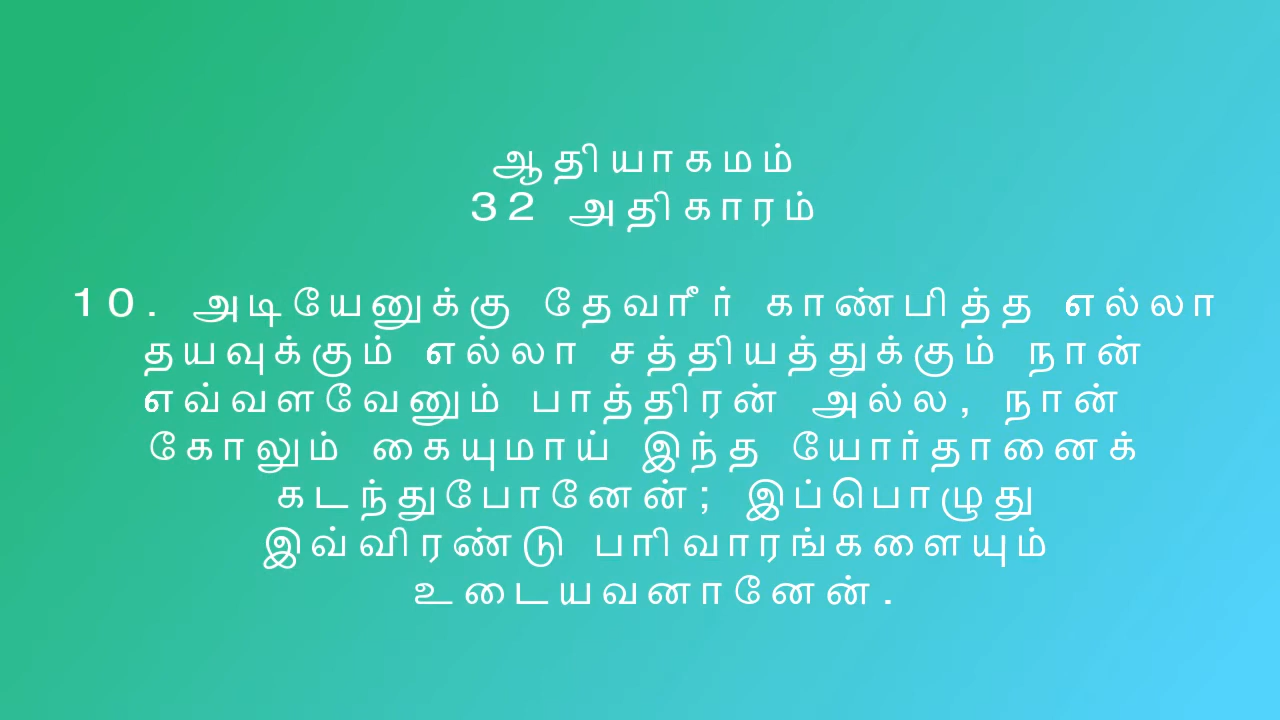 ஆதியாகமம்
32 அதிகாரம்
10. அடியேனுக்கு தேவரீர் காண்பித்த எல்லா
தயவுக்கும் எல்லா சத்தியத்துக்கும் நான்
எவ்வளவேனும் பாத்திரன் அல்ல, நான்
கோலும் கையுமாய் இந்த யோர்தானைக்
கடந்துபோனேன்; இப்பொழுது
இவ்விரண்டு பரிவாரங்களையும்
உடையவனானேன்.